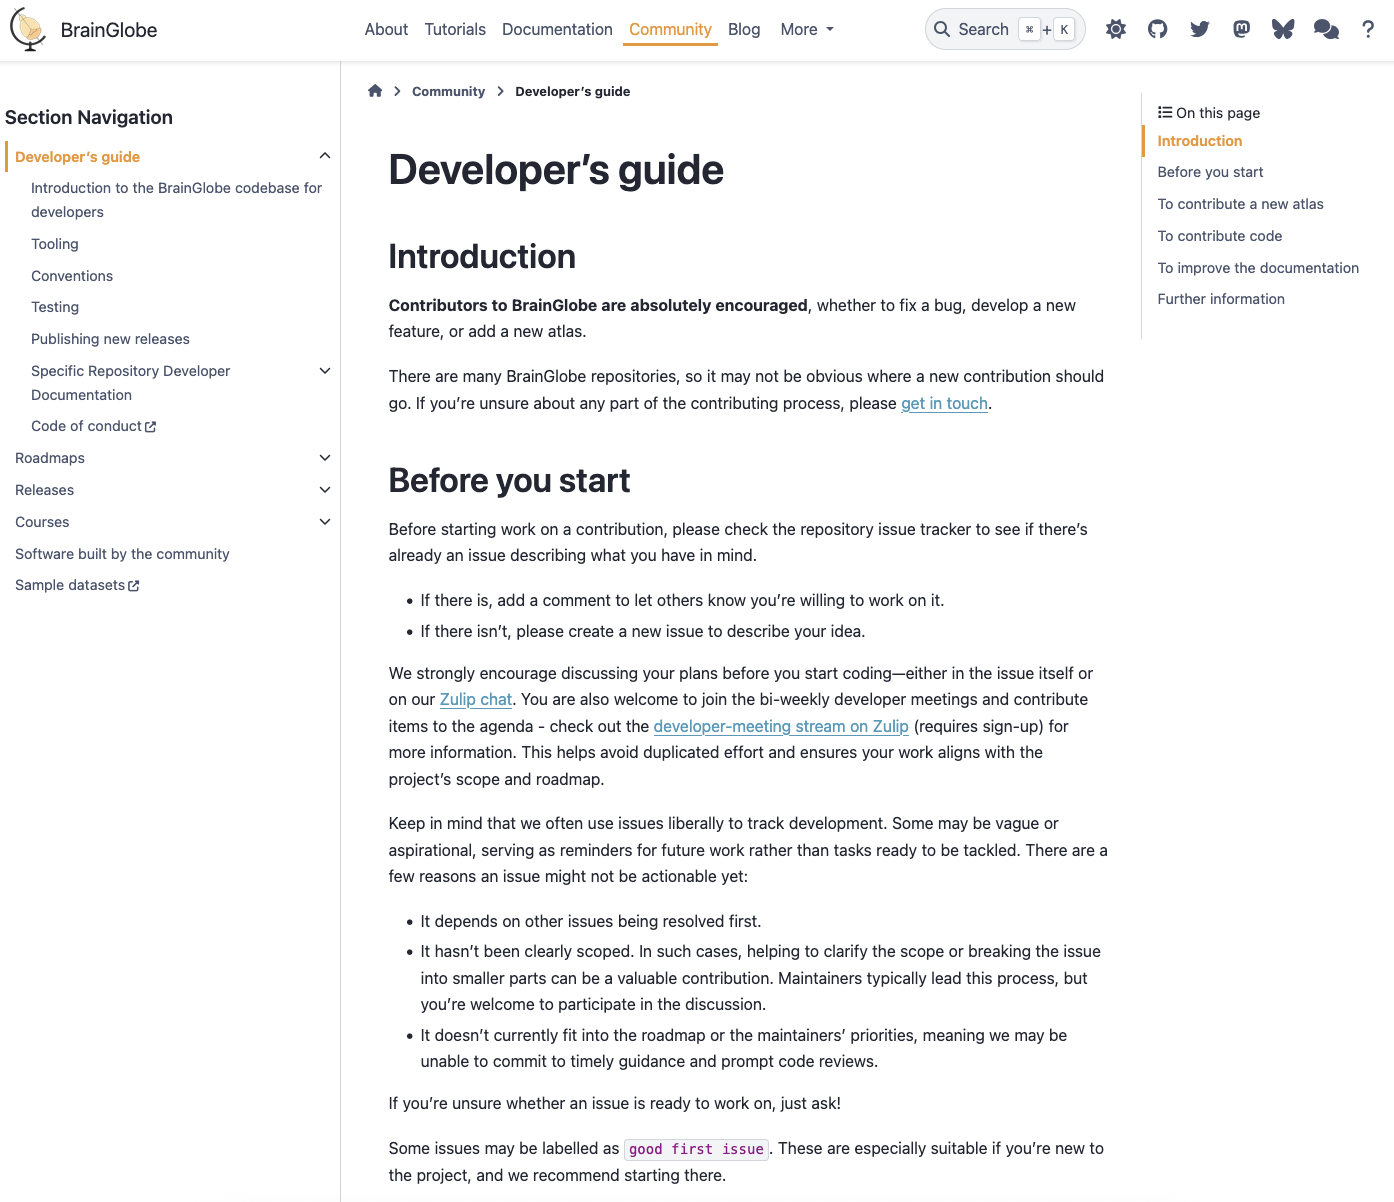 BrainGlobe
About Tutorials Documentation Community Blog More
Search ⌘ + K
Section Navigation
Developer’s guide
Introduction to the BrainGlobe codebase for
developers
Tooling
Conventions
Testing
Publishing new releases
Specific Repository Developer
Documentation
Code of conduct
Roadmaps
Releases
Courses
Software built by the community
Sample datasets
Community > Developer’s guide
Developer’s guide
Introduction
Contributors to BrainGlobe are absolutely encouraged, whether to fix a bug, develop a new
feature, or add a new atlas.
There are many BrainGlobe repositories, so it may not be obvious where a new contribution should
go. If you’re unsure about any part of the contributing process, please get in touch.
Before you start
Before starting work on a contribution, please check the repository issue tracker to see if there’s
already an issue describing what you have in mind.
• If there is, add a comment to let others know you’re willing to work on it.
• If there isn’t, please create a new issue to describe your idea.
We strongly encourage discussing your plans before you start coding—either in the issue itself or
on our Zulip chat. You are also welcome to join the bi-weekly developer meetings and contribute
items to the agenda - check out the developer-meeting stream on Zulip (requires sign-up) for
more information. This helps avoid duplicated effort and ensures your work aligns with the
project’s scope and roadmap.
Keep in mind that we often use issues liberally to track development. Some may be vague or
aspirational, serving as reminders for future work rather than tasks ready to be tackled. There are a
few reasons an issue might not be actionable yet:
• It depends on other issues being resolved first.
• It hasn’t been clearly scoped. In such cases, helping to clarify the scope or breaking the issue
into smaller parts can be a valuable contribution. Maintainers typically lead this process, but
you’re welcome to participate in the discussion.
• It doesn’t currently fit into the roadmap or the maintainers’ priorities, meaning we may be
unable to commit to timely guidance and prompt code reviews.
If you’re unsure whether an issue is ready to work on, just ask!
Some issues may be labelled as good first issue. These are especially suitable if you’re new to
the project, and we recommend starting there.
On this page
Introduction
Before you start
To contribute a new atlas
To contribute code
To improve the documentation
Further information